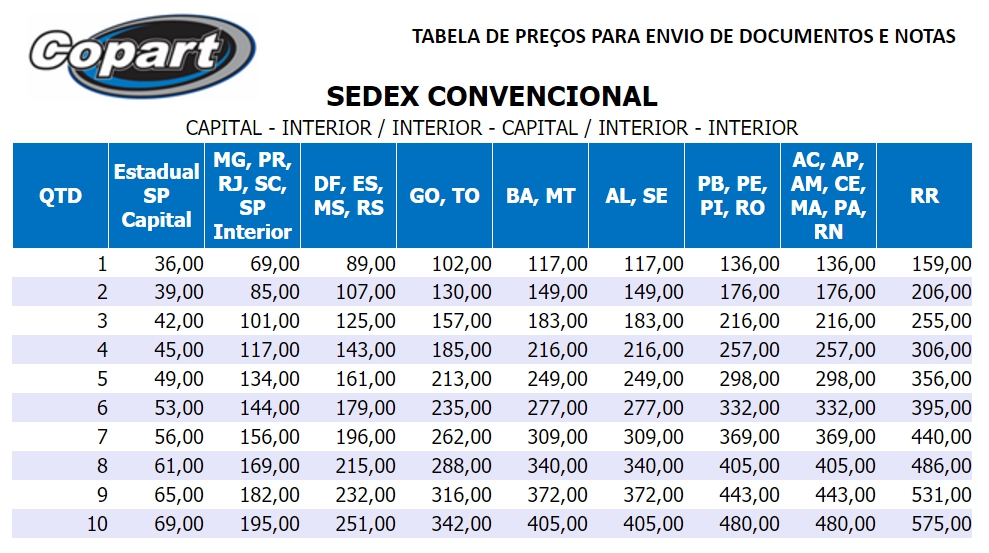 Copart
TABELA DE PREÇOS PARA ENVIO DE DOCUMENTOS E NOTAS
SEDEX CONVENCIONAL
CAPITAL - INTERIOR / INTERIOR - CAPITAL / INTERIOR - INTERIOR
QTD
Estadual
SP
Capital
MG, PR,
RJ, SC,
SP
Interior
DF, ES,
MS, RS
GO, TO
BA, MT
AL, SE
PB, PE,
PI, RO
AC, AP,
AM, CE,
MA, PA,
RN
RR
1 36,00 69,00 89,00 102,00 117,00 117,00 136,00 136,00 159,00
2 39,00 85,00 107,00 130,00 149,00 149,00 176,00 176,00 206,00
3 42,00 101,00 125,00 157,00 183,00 183,00 216,00 216,00 255,00
4 45,00 117,00 143,00 185,00 216,00 216,00 257,00 257,00 306,00
5 49,00 134,00 161,00 213,00 249,00 249,00 298,00 298,00 356,00
6 53,00 144,00 179,00 235,00 277,00 277,00 332,00 332,00 395,00
7 56,00 156,00 196,00 262,00 309,00 309,00 369,00 369,00 440,00
8 61,00 169,00 215,00 288,00 340,00 340,00 405,00 405,00 486,00
9 65,00 182,00 232,00 316,00 372,00 372,00 443,00 443,00 531,00
10 69,00 195,00 251,00 342,00 405,00 405,00 480,00 480,00 575,00